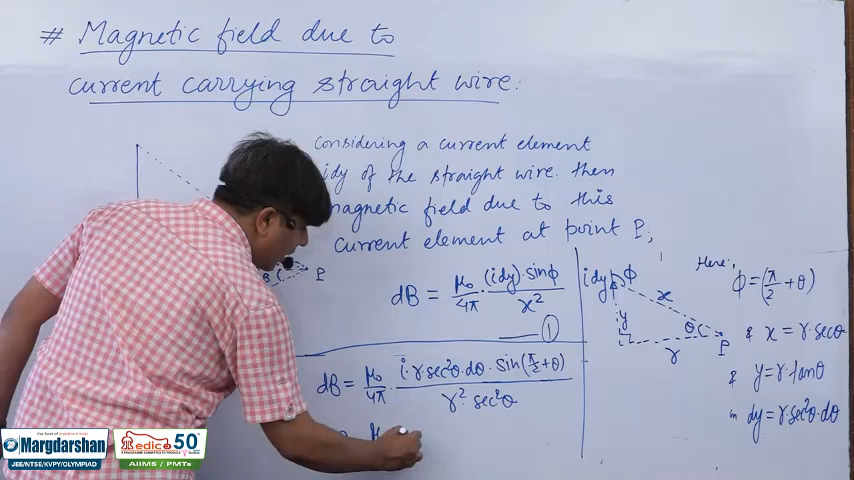 # Magnetic field due to
current carrying straight wire:
Considering a current element
idy of the straight wire. then
magnetic field due to this
current element at point P;
P
dB = μ₀/4π · (idy)·sinϕ / x² ——— ①
dB = μ₀/4π · i·r·sec²θ·dθ·sin(π/2+θ) / r²·sec²θ
idy ϕ
x
y
θ
P
r
Here,
ϕ = (π/2 + θ)
& x = r·secθ
& y = r·tanθ
dy = r·sec²θ·dθ
Margdarshan
JEE/NTSE/KVPY/OLYMPIAD
Medico 50
AIIMS / PMTs